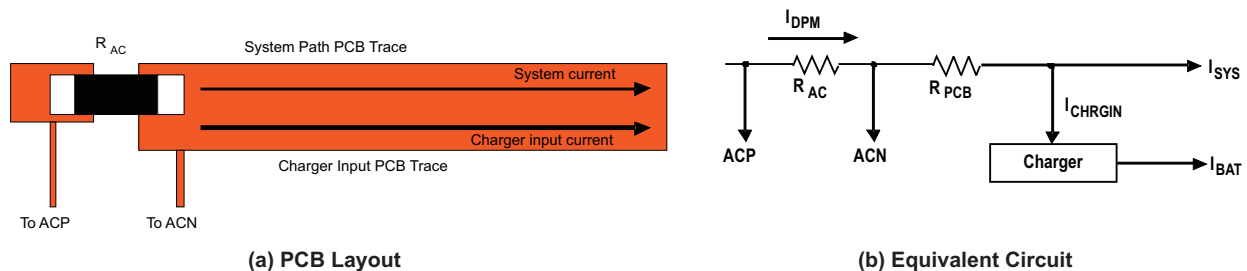 R AC
System Path PCB Trace
System current
Charger input current
Charger Input PCB Trace
To ACP
To ACN
(a) PCB Layout
IDPM
RAC
RPCB
ISYS
ICHRGIN
ACP
ACN
Charger
IBAT
(b) Equivalent Circuit